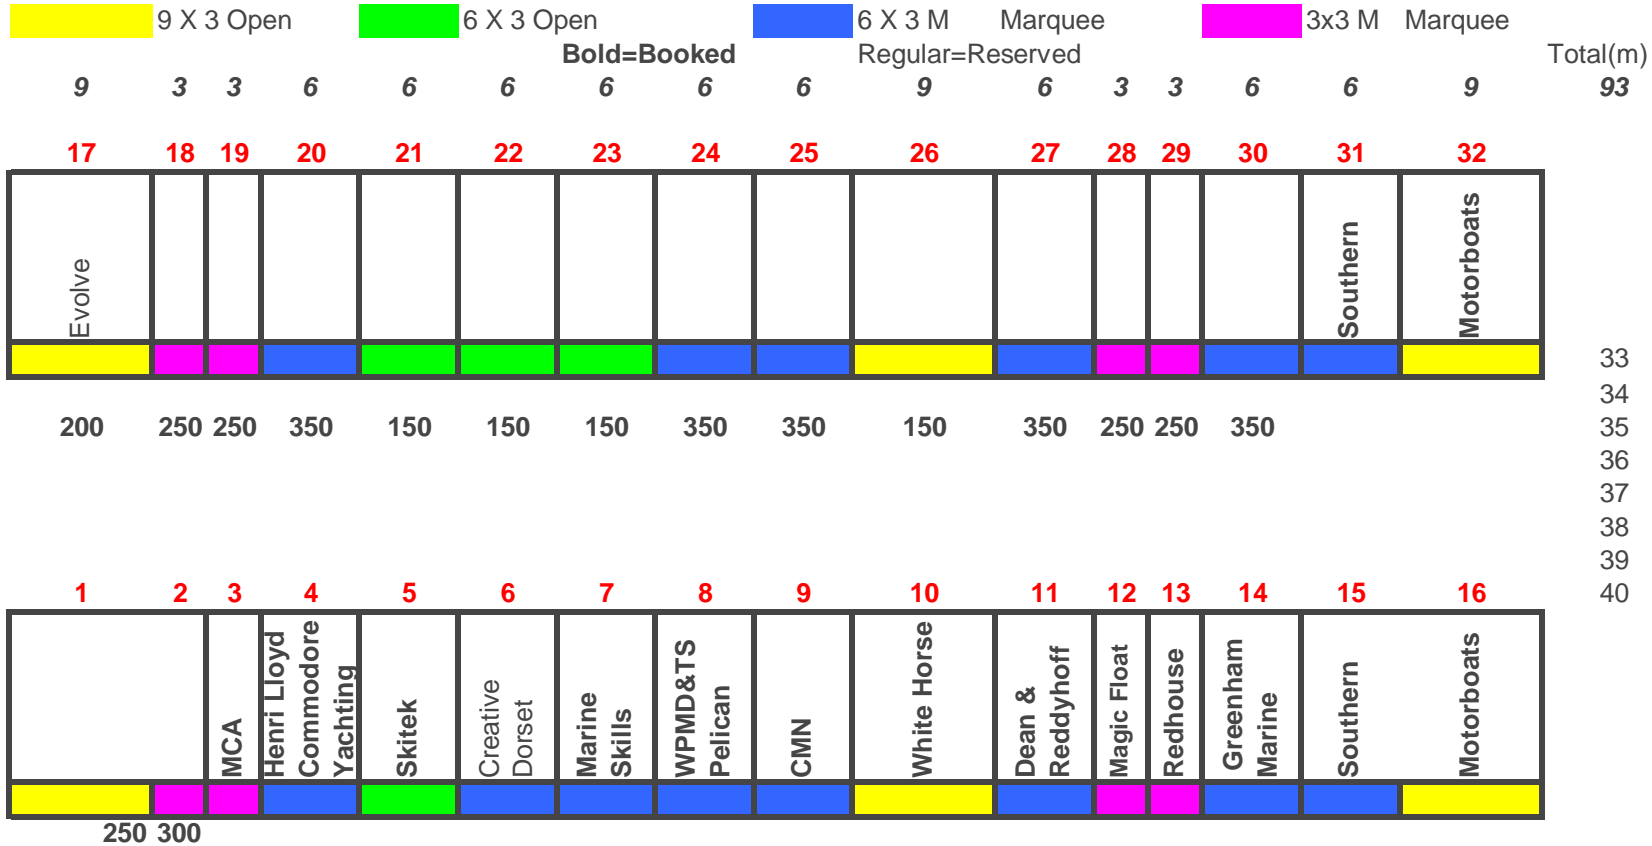 9 X 3 Open 6 X 3 Open 6 X 3 M Marquee 3x3 M Marquee
Bold=Booked Regular=Reserved Total(m)
9 3 3 6 6 6 6 6 6 9 6 3 3 6 6 9 93
17 18 19 20 21 22 23 24 25 26 27 28 29 30 31 32
Evolve
Southern
Motorboats
33
34
200 250 250 350 150 150 150 350 350 150 350 250 250 350 35
36
37
38
39
1 2 3 4 5 6 7 8 9 10 11 12 13 14 15 16 40
MCA
Henri Lloyd
Commodore
Yachting
Skitek
Creative
Dorset
Marine
Skills
WPMD&TS
Pelican
CMN
White Horse
Dean &
Reddyhoff
Magic Float
Redhouse
Greenham
Marine
Southern
Motorboats
250 300